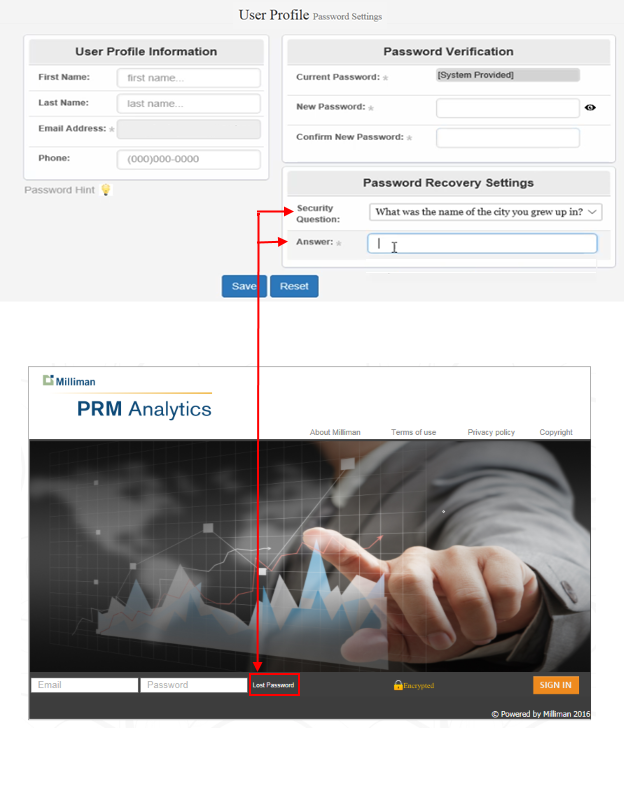 User Profile Password Settings
User Profile Information
First Name:
first name...
Last Name:
last name...
Email Address: *
Phone:
(000)000-0000
Password Hint
Password Verification
Current Password: *
[System Provided]
New Password: *
Confirm New Password: *
Password Recovery Settings
Security
Question:
What was the name of the city you grew up in?
Answer: *
Save
Reset
Milliman
PRM Analytics
About Milliman
Terms of use
Privacy policy
Copyright
Email
Password
Lost Password
Encrypted
SIGN IN
© Powered by Milliman 2016